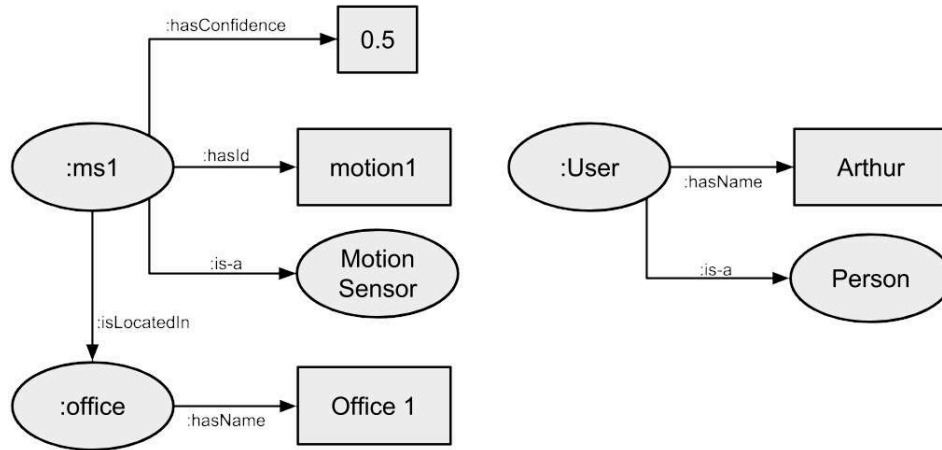 :hasConfidence
0.5
:ms1
:hasId
motion1
:is-a
Motion
Sensor
:isLocatedIn
:office
:hasName
Office 1
:User
:hasName
Arthur
:is-a
Person